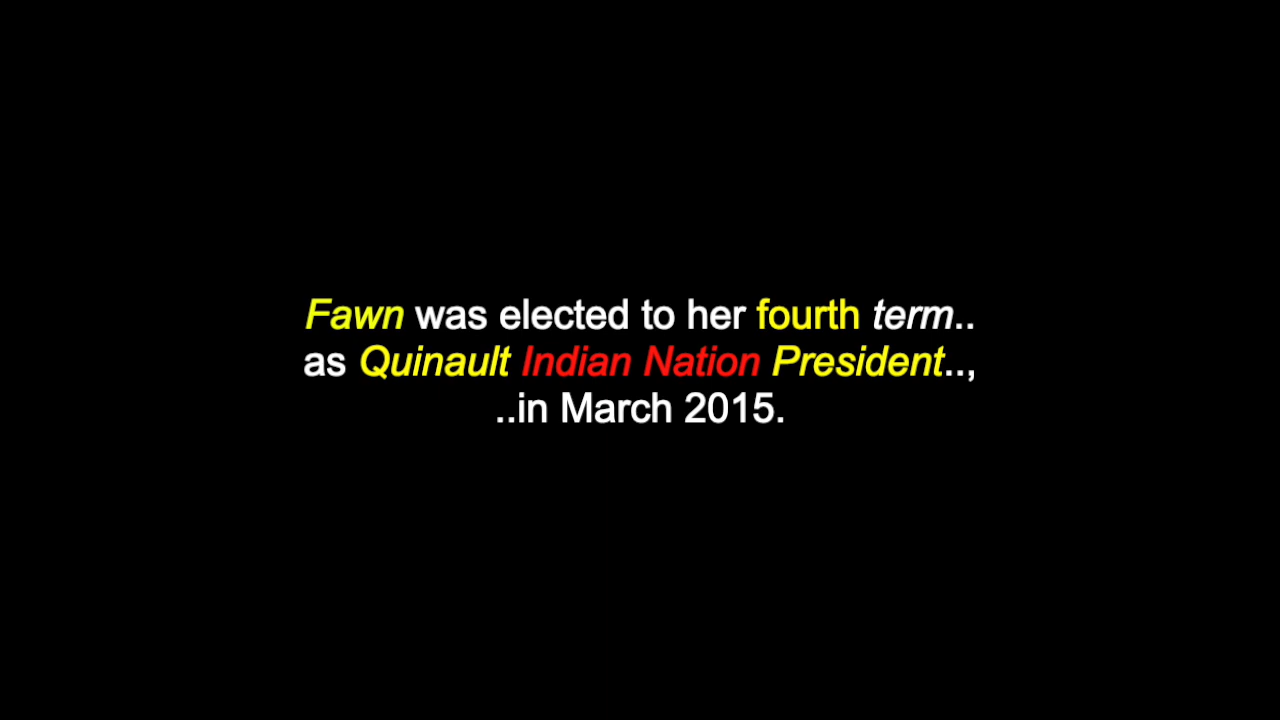 Fawn was elected to her fourth term..
as Quinault Indian Nation President..,
..in March 2015.